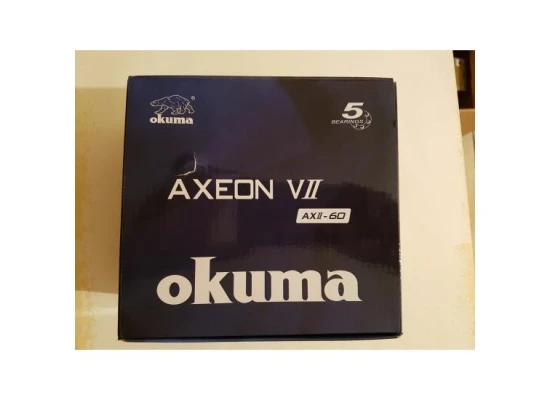 okuma®
5
BEARINGS
AXEON VII
AXII-60
okuma